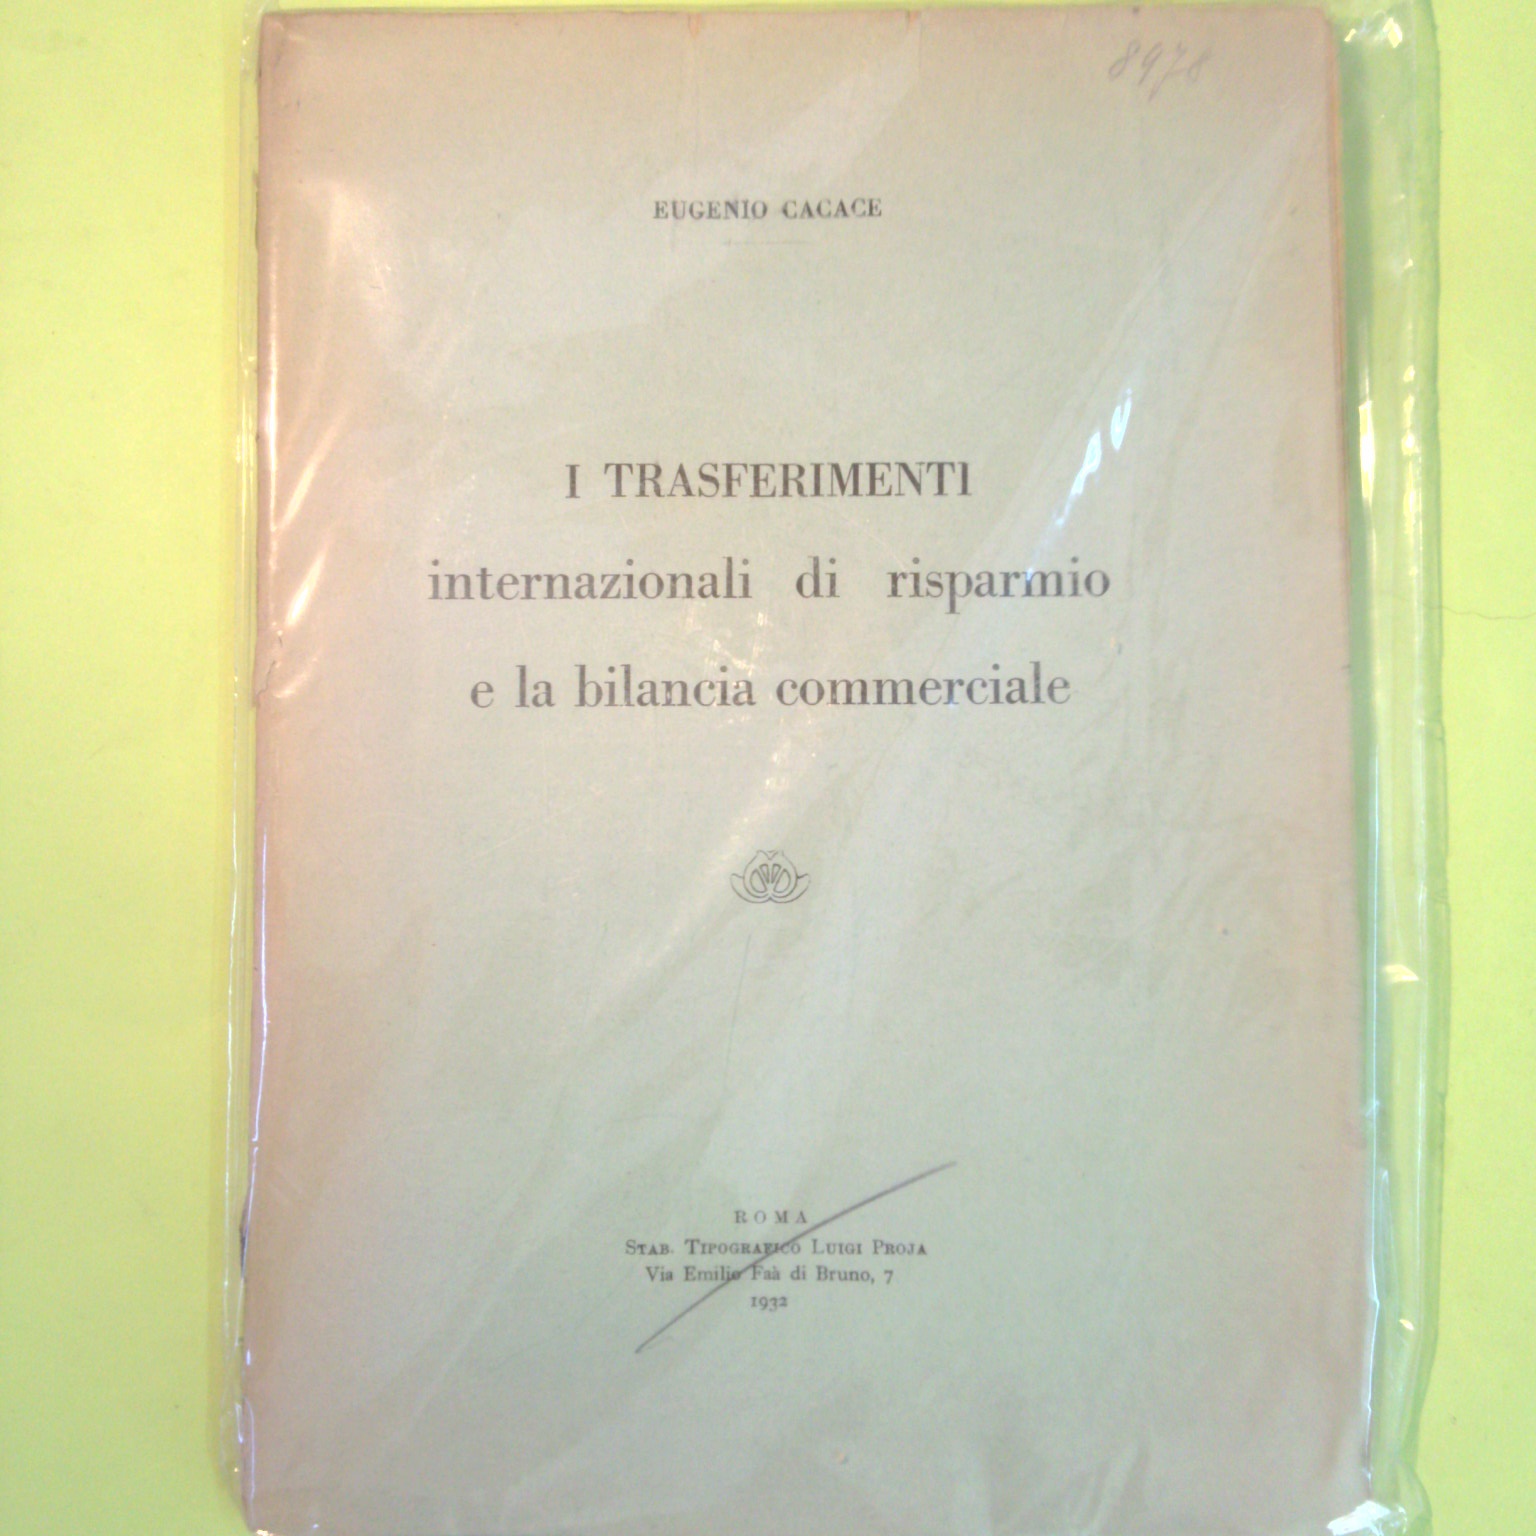 8978
EUGENIO CACACE
I TRASFERIMENTI
internazionali di risparmio
e la bilancia commerciale
ROMA
STAB. TIPOGRAFICO LUIGI PROJA
Via Emilio Faà di Bruno, 7
1932